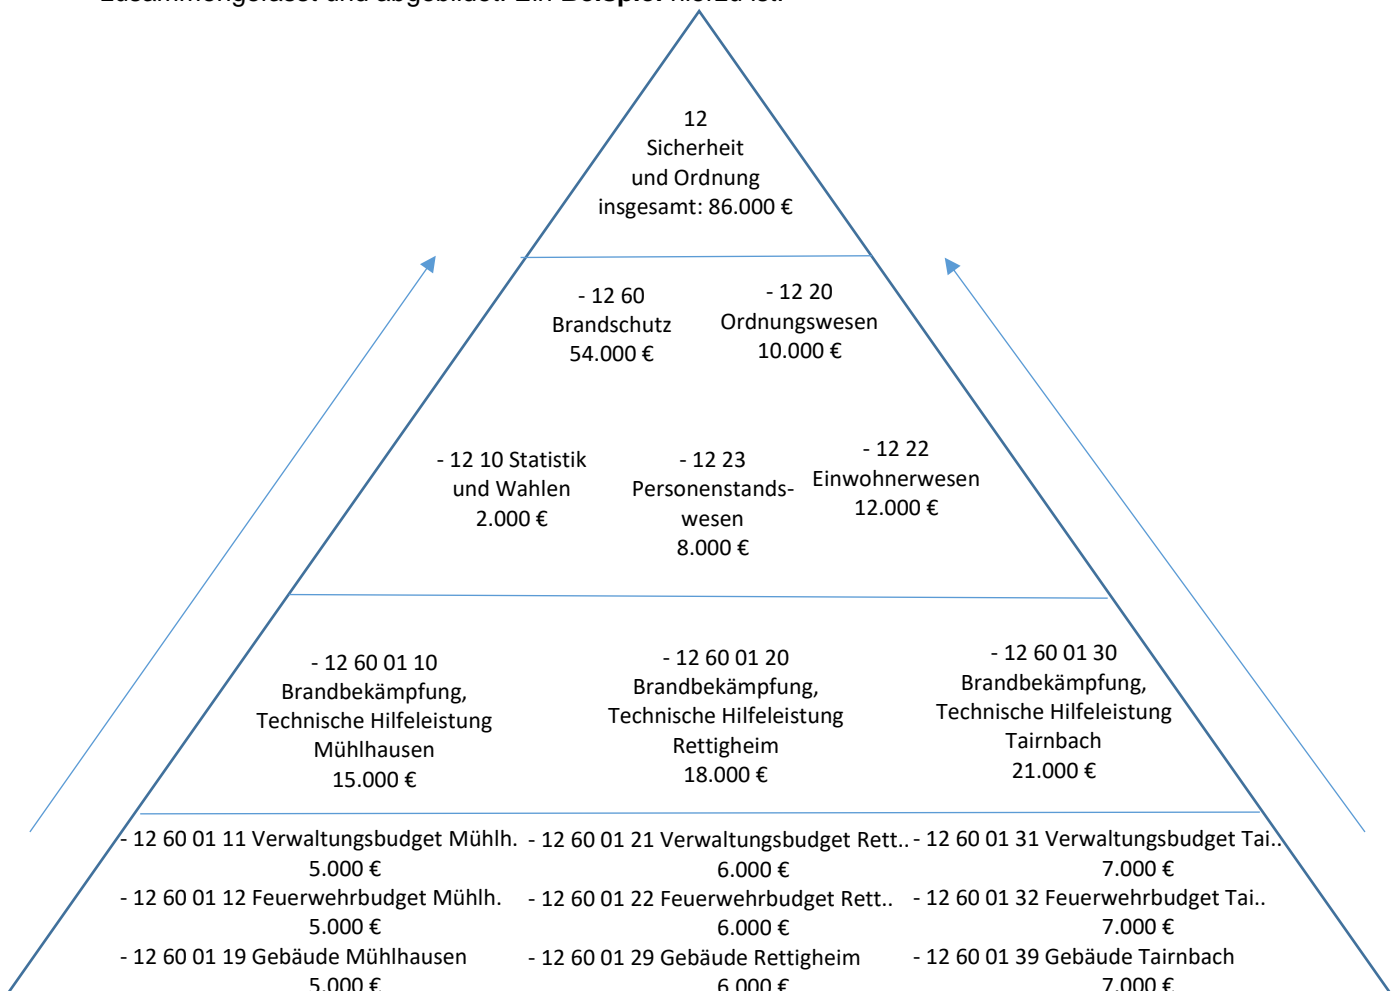 zusammengefasst und abgebildet. Ein Beispiel hierzu ist:
12
Sicherheit
und Ordnung
insgesamt: 86.000 €
- 12 60
Brandschutz
54.000 €
- 12 20
Ordnungswesen
10.000 €
- 12 10 Statistik
und Wahlen
2.000 €
- 12 23
Personenstands-
wesen
8.000 €
- 12 22
Einwohnerwesen
12.000 €
- 12 60 01 10
Brandbekämpfung,
Technische Hilfeleistung
Mühlhausen
15.000 €
- 12 60 01 20
Brandbekämpfung,
Technische Hilfeleistung
Rettigheim
18.000 €
- 12 60 01 30
Brandbekämpfung,
Technische Hilfeleistung
Tairnbach
21.000 €
- 12 60 01 11 Verwaltungsbudget Mühlh.
5.000 €
- 12 60 01 12 Feuerwehrbudget Mühlh.
5.000 €
- 12 60 01 19 Gebäude Mühlhausen
5.000 €
- 12 60 01 21 Verwaltungsbudget Rett..
6.000 €
- 12 60 01 22 Feuerwehrbudget Rett..
6.000 €
- 12 60 01 29 Gebäude Rettigheim
6.000 €
- 12 60 01 31 Verwaltungsbudget Tai..
7.000 €
- 12 60 01 32 Feuerwehrbudget Tai..
7.000 €
- 12 60 01 39 Gebäude Tairnbach
7.000 €